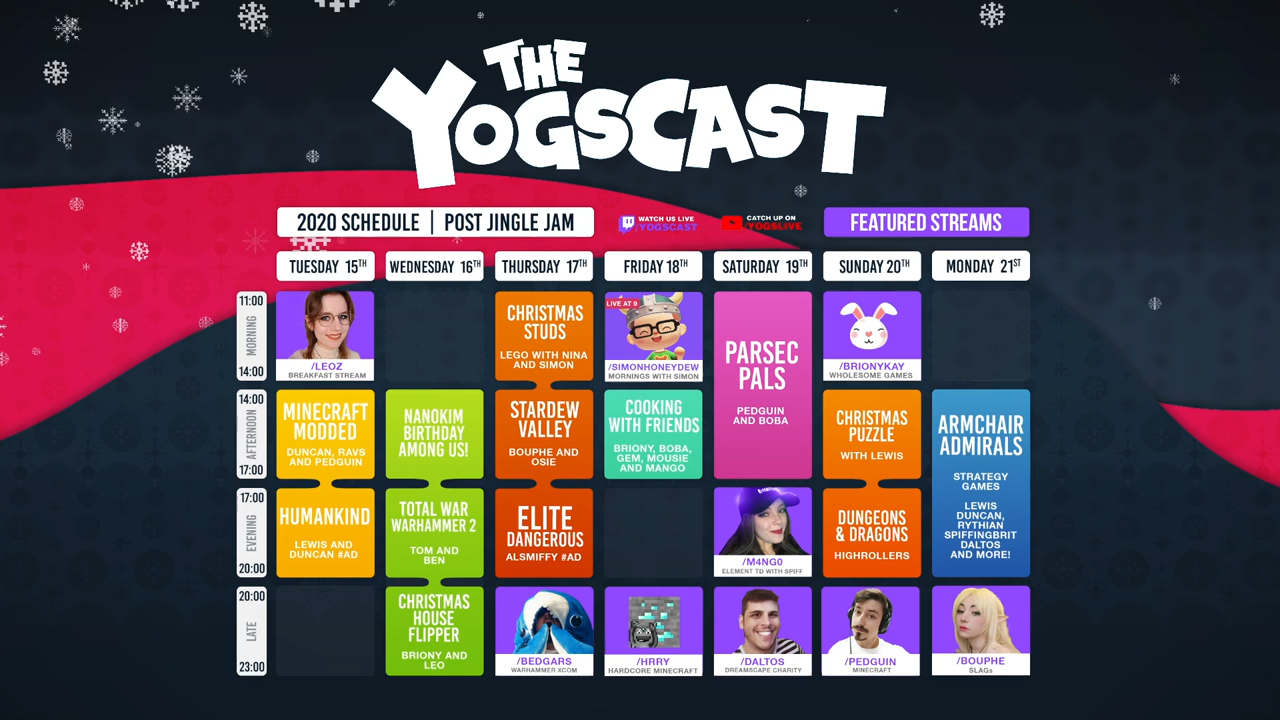 THE
YOGSCAST
2020 SCHEDULE | POST JINGLE JAM
WATCH US LIVE
/YOGSCAST
CATCH UP ON
/YOGSLIVE
FEATURED STREAMS
TUESDAY 15TH
WEDNESDAY 16TH
THURSDAY 17TH
FRIDAY 18TH
SATURDAY 19TH
SUNDAY 20TH
MONDAY 21ST
11:00
MORNING
14:00
/LEOZ
BREAKFAST STREAM
CHRISTMAS
STUDS
LEGO WITH NINA
AND SIMON
LIVE AT 9
/SIMONHONEYDEW
MORNINGS WITH SIMON
PARSEC
PALS
PEDGUIN
AND BOBA
/BRIONYKAY
WHOLESOME GAMES
14:00
AFTERNOON
17:00
MINECRAFT
MODDED
DUNCAN, RAVS
AND PEDGUIN
NANOKIM
BIRTHDAY
AMONG US!
STARDEW
VALLEY
BOUPHE AND
OSIE
COOKING
WITH FRIENDS
BRIONY, BOBA,
GEM, MOUSIE
AND MANGO
CHRISTMAS
PUZZLE
WITH LEWIS
ARMCHAIR
ADMIRALS
STRATEGY
GAMES
LEWIS
DUNCAN,
RYTHIAN
SPIFFINGBRIT
DALTOS
AND MORE!
17:00
EVENING
20:00
HUMANKIND
LEWIS AND
DUNCAN #AD
TOTAL WAR
WARHAMMER 2
TOM AND
BEN
ELITE
DANGEROUS
ALSMIFFY #AD
/M4NG0
ELEMENT TD WITH SPIFF
DUNGEONS
& DRAGONS
HIGHROLLERS
20:00
LATE
23:00
CHRISTMAS
HOUSE
FLIPPER
BRIONY AND
LEO
/BEDGARS
WARHAMMER XCOM
/HRRY
HARDCORE MINECRAFT
/DALTOS
DREAMSCAPE CHARITY
/PEDGUIN
MINECRAFT
/BOUPHE
SLAGs